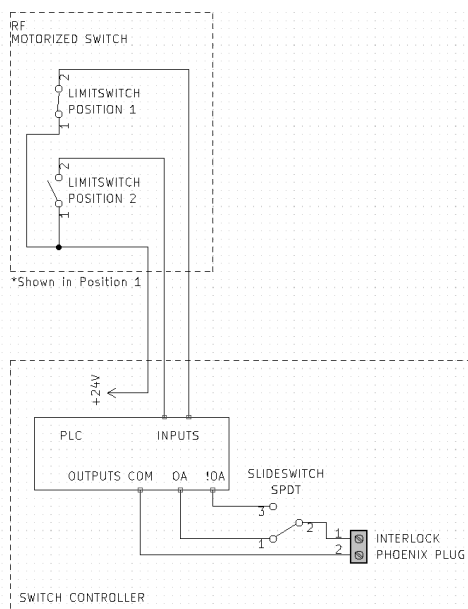 RF
MOTORIZED SWITCH
2
LIMITSWITCH
POSITION 1
1
2
LIMITSWITCH
POSITION 2
1
*Shown in Position 1
+24V
PLC INPUTS
OUTPUTS COM OA !OA
SLIDESWITCH
SPDT
3
2
1
1 INTERLOCK
2 PHOENIX PLUG
SWITCH CONTROLLER